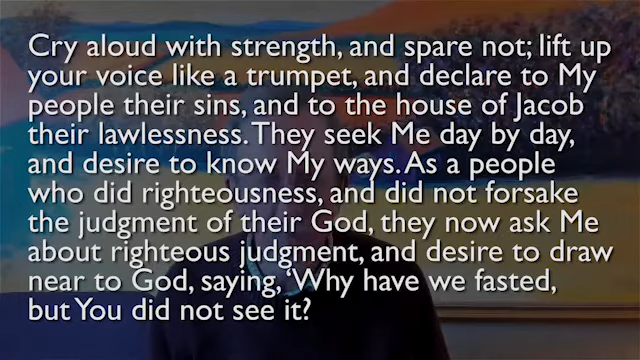 Cry aloud with strength, and spare not; lift up
your voice like a trumpet, and declare to My
people their sins, and to the house of Jacob
their lawlessness. They seek Me day by day,
and desire to know My ways. As a people
who did righteousness, and did not forsake
the judgment of their God, they now ask Me
about righteous judgment, and desire to draw
near to God, saying, ‘Why have we fasted,
but You did not see it?